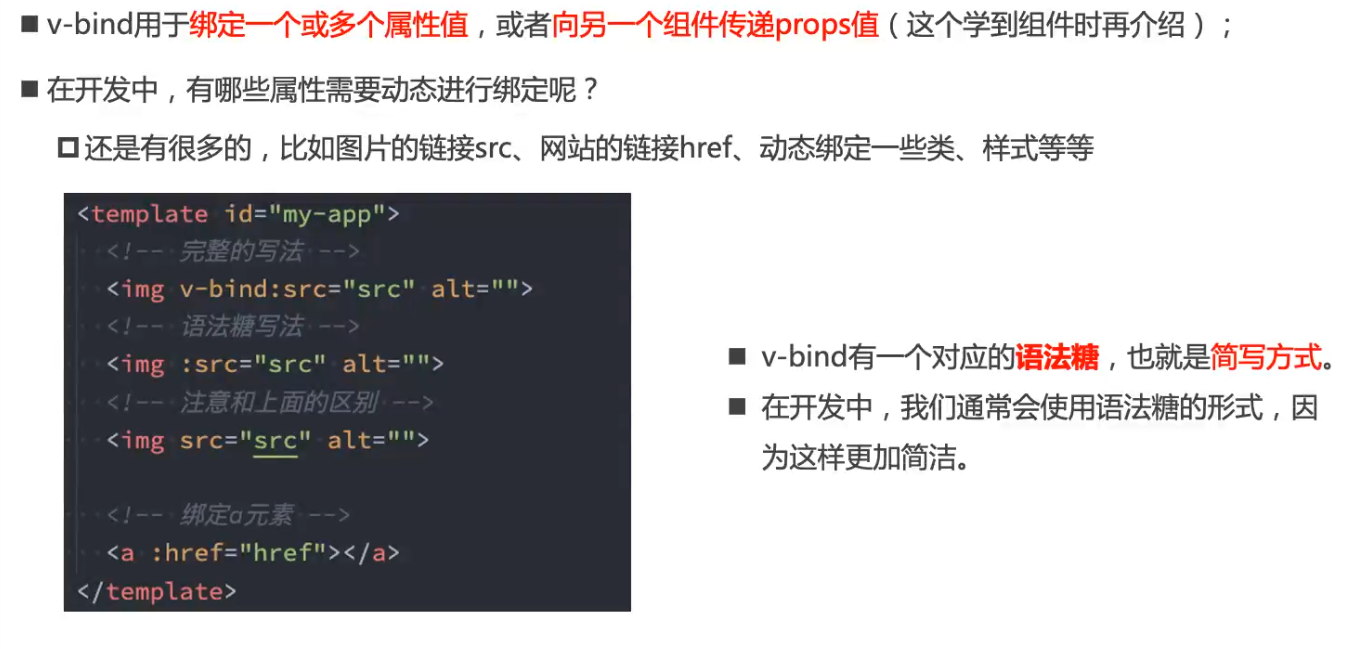 ■ v-bind用于绑定一个或多个属性值，或者向另一个组件传递props值（这个学到组件时再介绍）；
■ 在开发中，有哪些属性需要动态进行绑定呢？
还是有很多的，比如图片的链接src、网站的链接href、动态绑定一些类、样式等等
<template id="my-app">
<!-- 完整的写法 -->
<img v-bind:src="src" alt="">
<!-- 语法糖写法 -->
<img :src="src" alt="">
<!-- 注意和上面的区别 -->
<img src="src" alt="">
<!-- 绑定a元素 -->
<a :href="href"></a>
</template>
■ v-bind有一个对应的语法糖，也就是简写方式。
■ 在开发中，我们通常会使用语法糖的形式，因
为这样更加简洁。